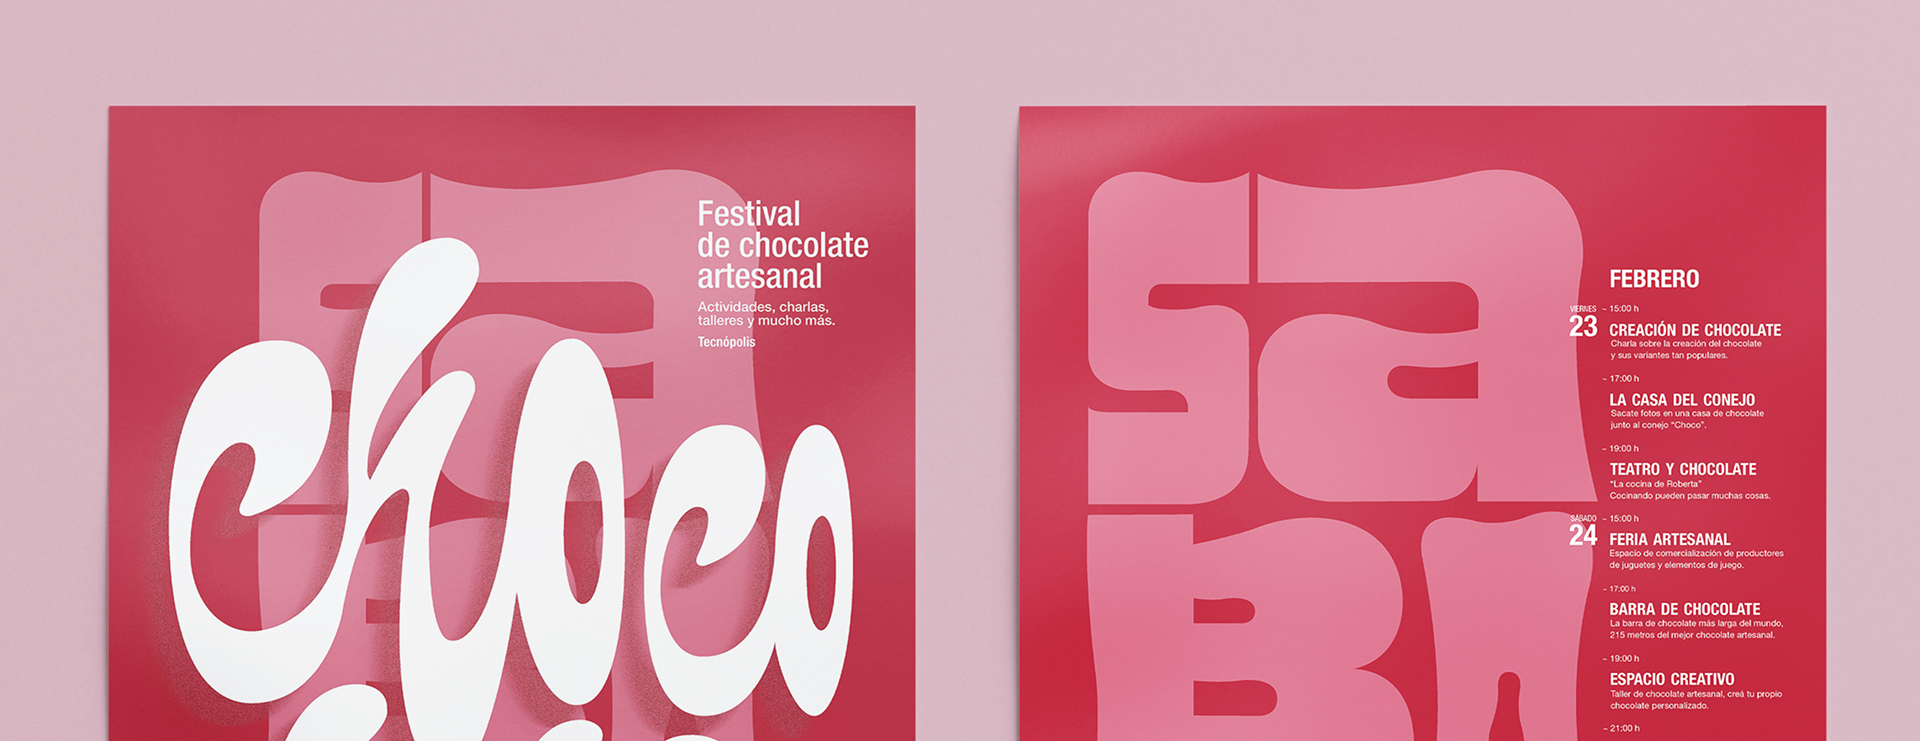 Festival
de chocolate
artesanal
Actividades, charlas,
talleres y mucho más.
Tecnópolis
choco
sa
FEBRERO
VIERNES
23
~ 15:00 h
CREACIÓN DE CHOCOLATE
Charla sobre la creación del chocolate
y sus variantes tan populares.
~ 17:00 h
LA CASA DEL CONEJO
Sacate fotos en una casa de chocolate
junto al conejo “Choco”.
~ 19:00 h
TEATRO Y CHOCOLATE
“La cocina de Roberta”
Cocinando pueden pasar muchas cosas.
SÁBADO
24
~ 15:00 h
FERIA ARTESANAL
Espacio de comercialización de productores
de juguetes y elementos de juego.
~ 17:00 h
BARRA DE CHOCOLATE
La barra de chocolate más larga del mundo,
215 metros del mejor chocolate artesanal.
~ 19:00 h
ESPACIO CREATIVO
Taller de chocolate artesanal, creá tu propio
chocolate personalizado.
~ 21:00 h
sa